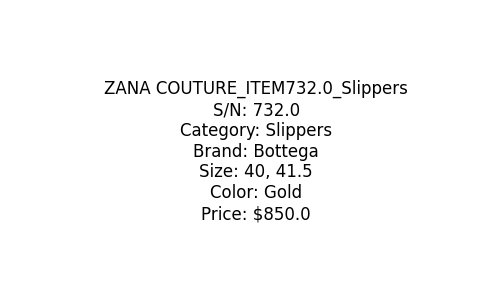 ZANA COUTURE_ITEM732.0_Slippers
S/N: 732.0
Category: Slippers
Brand: Bottega
Size: 40, 41.5
Color: Gold
Price: $850.0